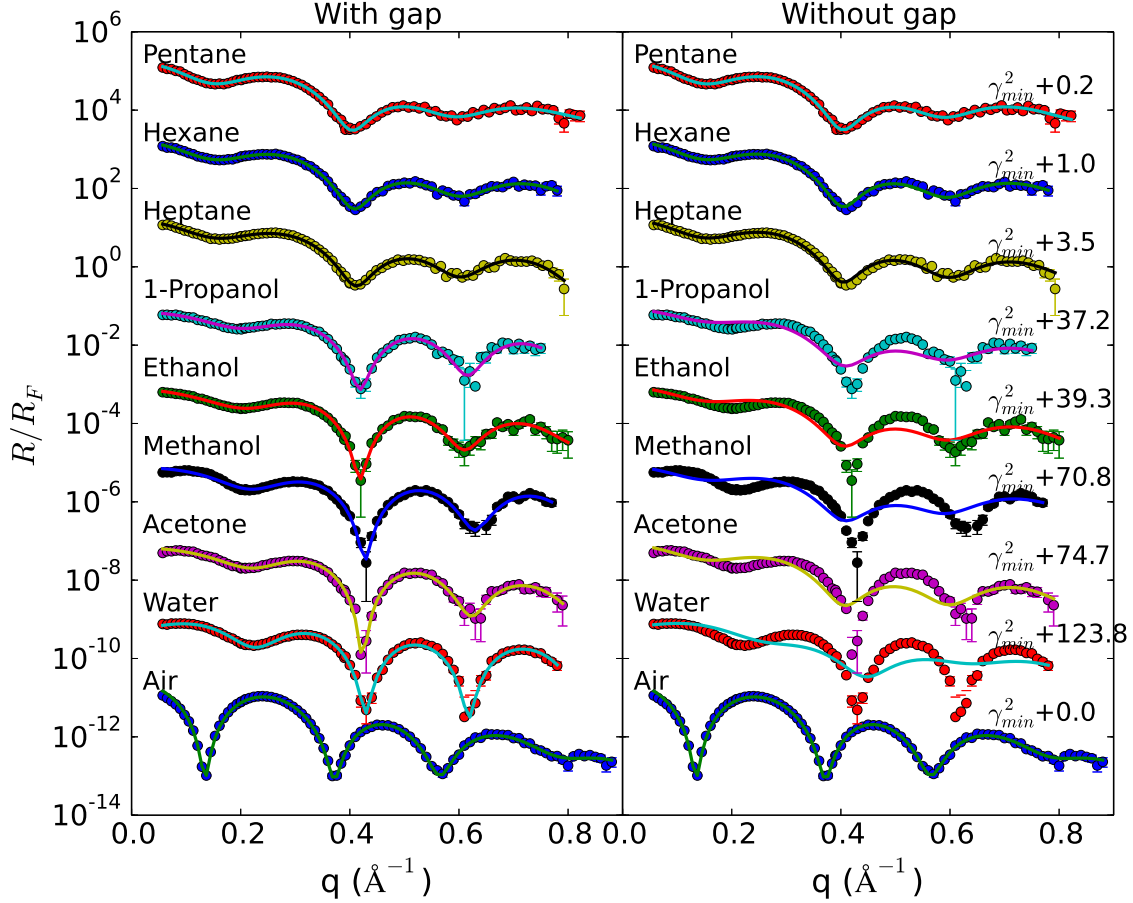 With gap
Without gap
R/R_F
10^6
10^4
10^2
10^0
10^−2
10^−4
10^−6
10^−8
10^−10
10^−12
10^−14
Pentane
Hexane
Heptane
1-Propanol
Ethanol
Methanol
Acetone
Water
Air
Pentane
γ²_min+0.2
Hexane
γ²_min+1.0
Heptane
γ²_min+3.5
1-Propanol
γ²_min+37.2
Ethanol
γ²_min+39.3
Methanol
γ²_min+70.8
Acetone
γ²_min+74.7
Water
γ²_min+123.8
Air
γ²_min+0.0
0.0 0.2 0.4 0.6 0.8 0.0 0.2 0.4 0.6 0.8
q (Å^−1)
q (Å^−1)